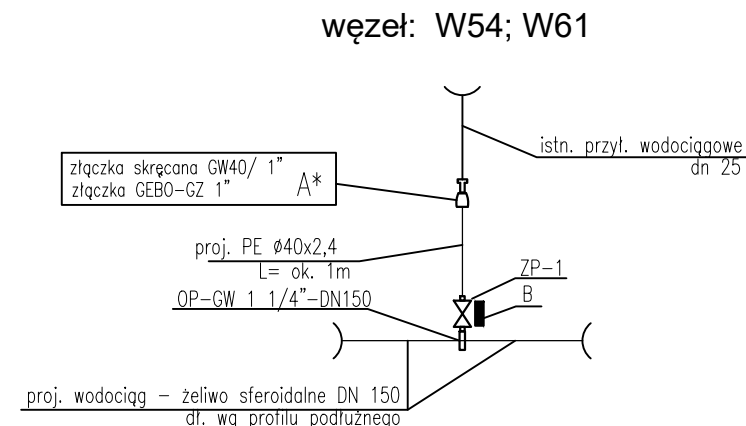 węzeł: W54; W61
istn. przył. wodociągowe
dn 25
złączka skręcana GW40/ 1"
złączka GEBO-GZ 1"
A*
proj. PE ø40x2,4
L= ok. 1m
ZP-1
OP-GW 1 1/4"-DN150
B
proj. wodociąg - żeliwo sferoidalne DN 150
dł. wg profilu podłużnego